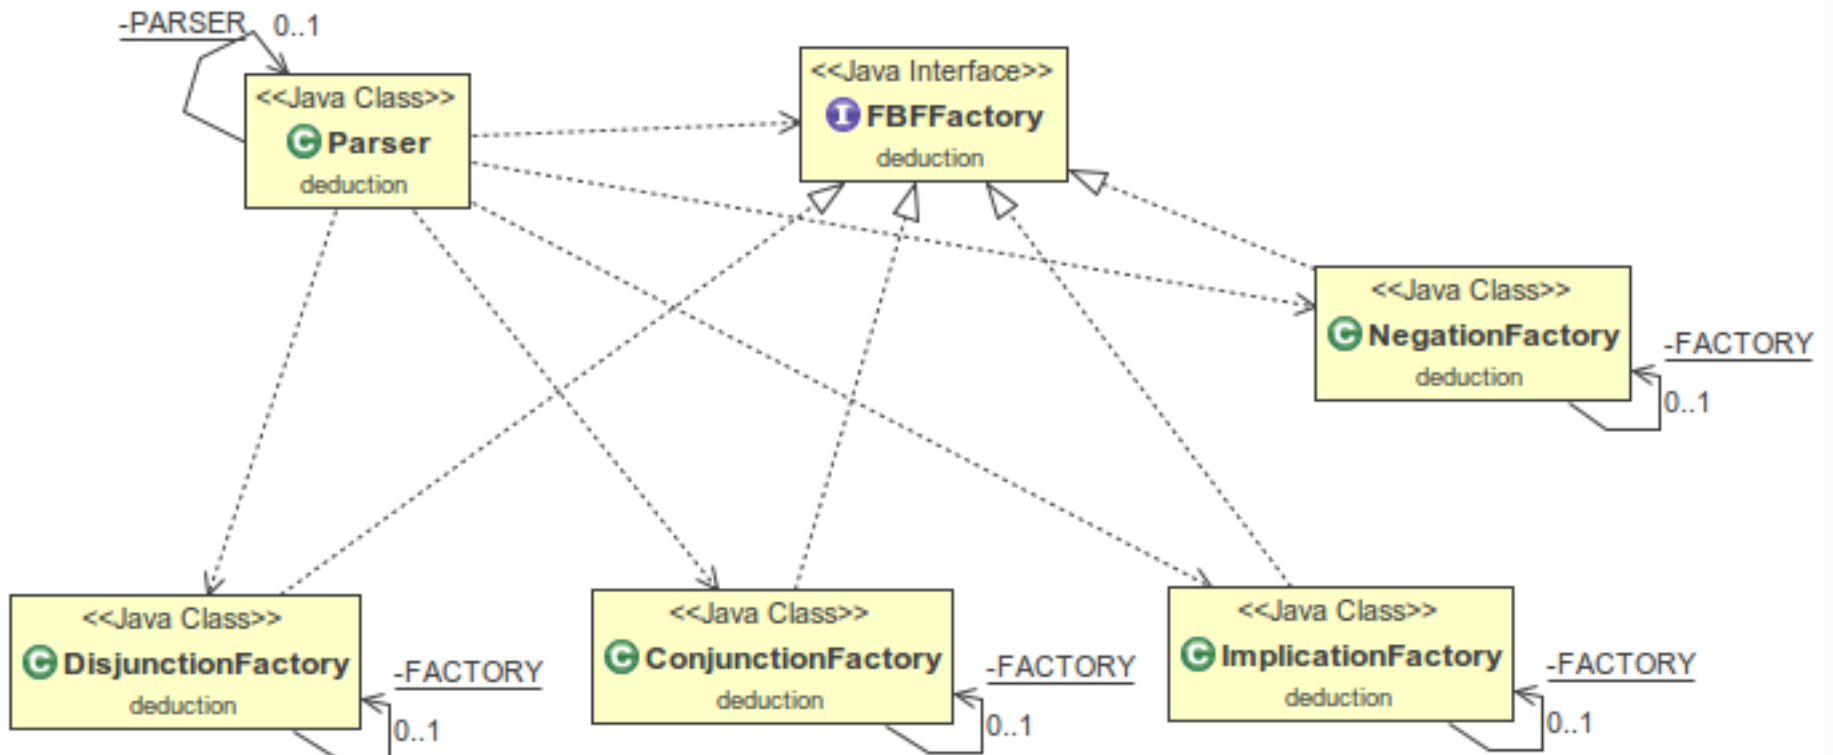 -PARSER 0..1
<<Java Class>>
C Parser
deduction
<<Java Interface>>
I FBFFactory
deduction
<<Java Class>>
C NegationFactory
deduction
-FACTORY
0..1
<<Java Class>>
C DisjunctionFactory
deduction
-FACTORY
0..1
<<Java Class>>
C ConjunctionFactory
deduction
-FACTORY
0..1
<<Java Class>>
C ImplicationFactory
deduction
-FACTORY
0..1